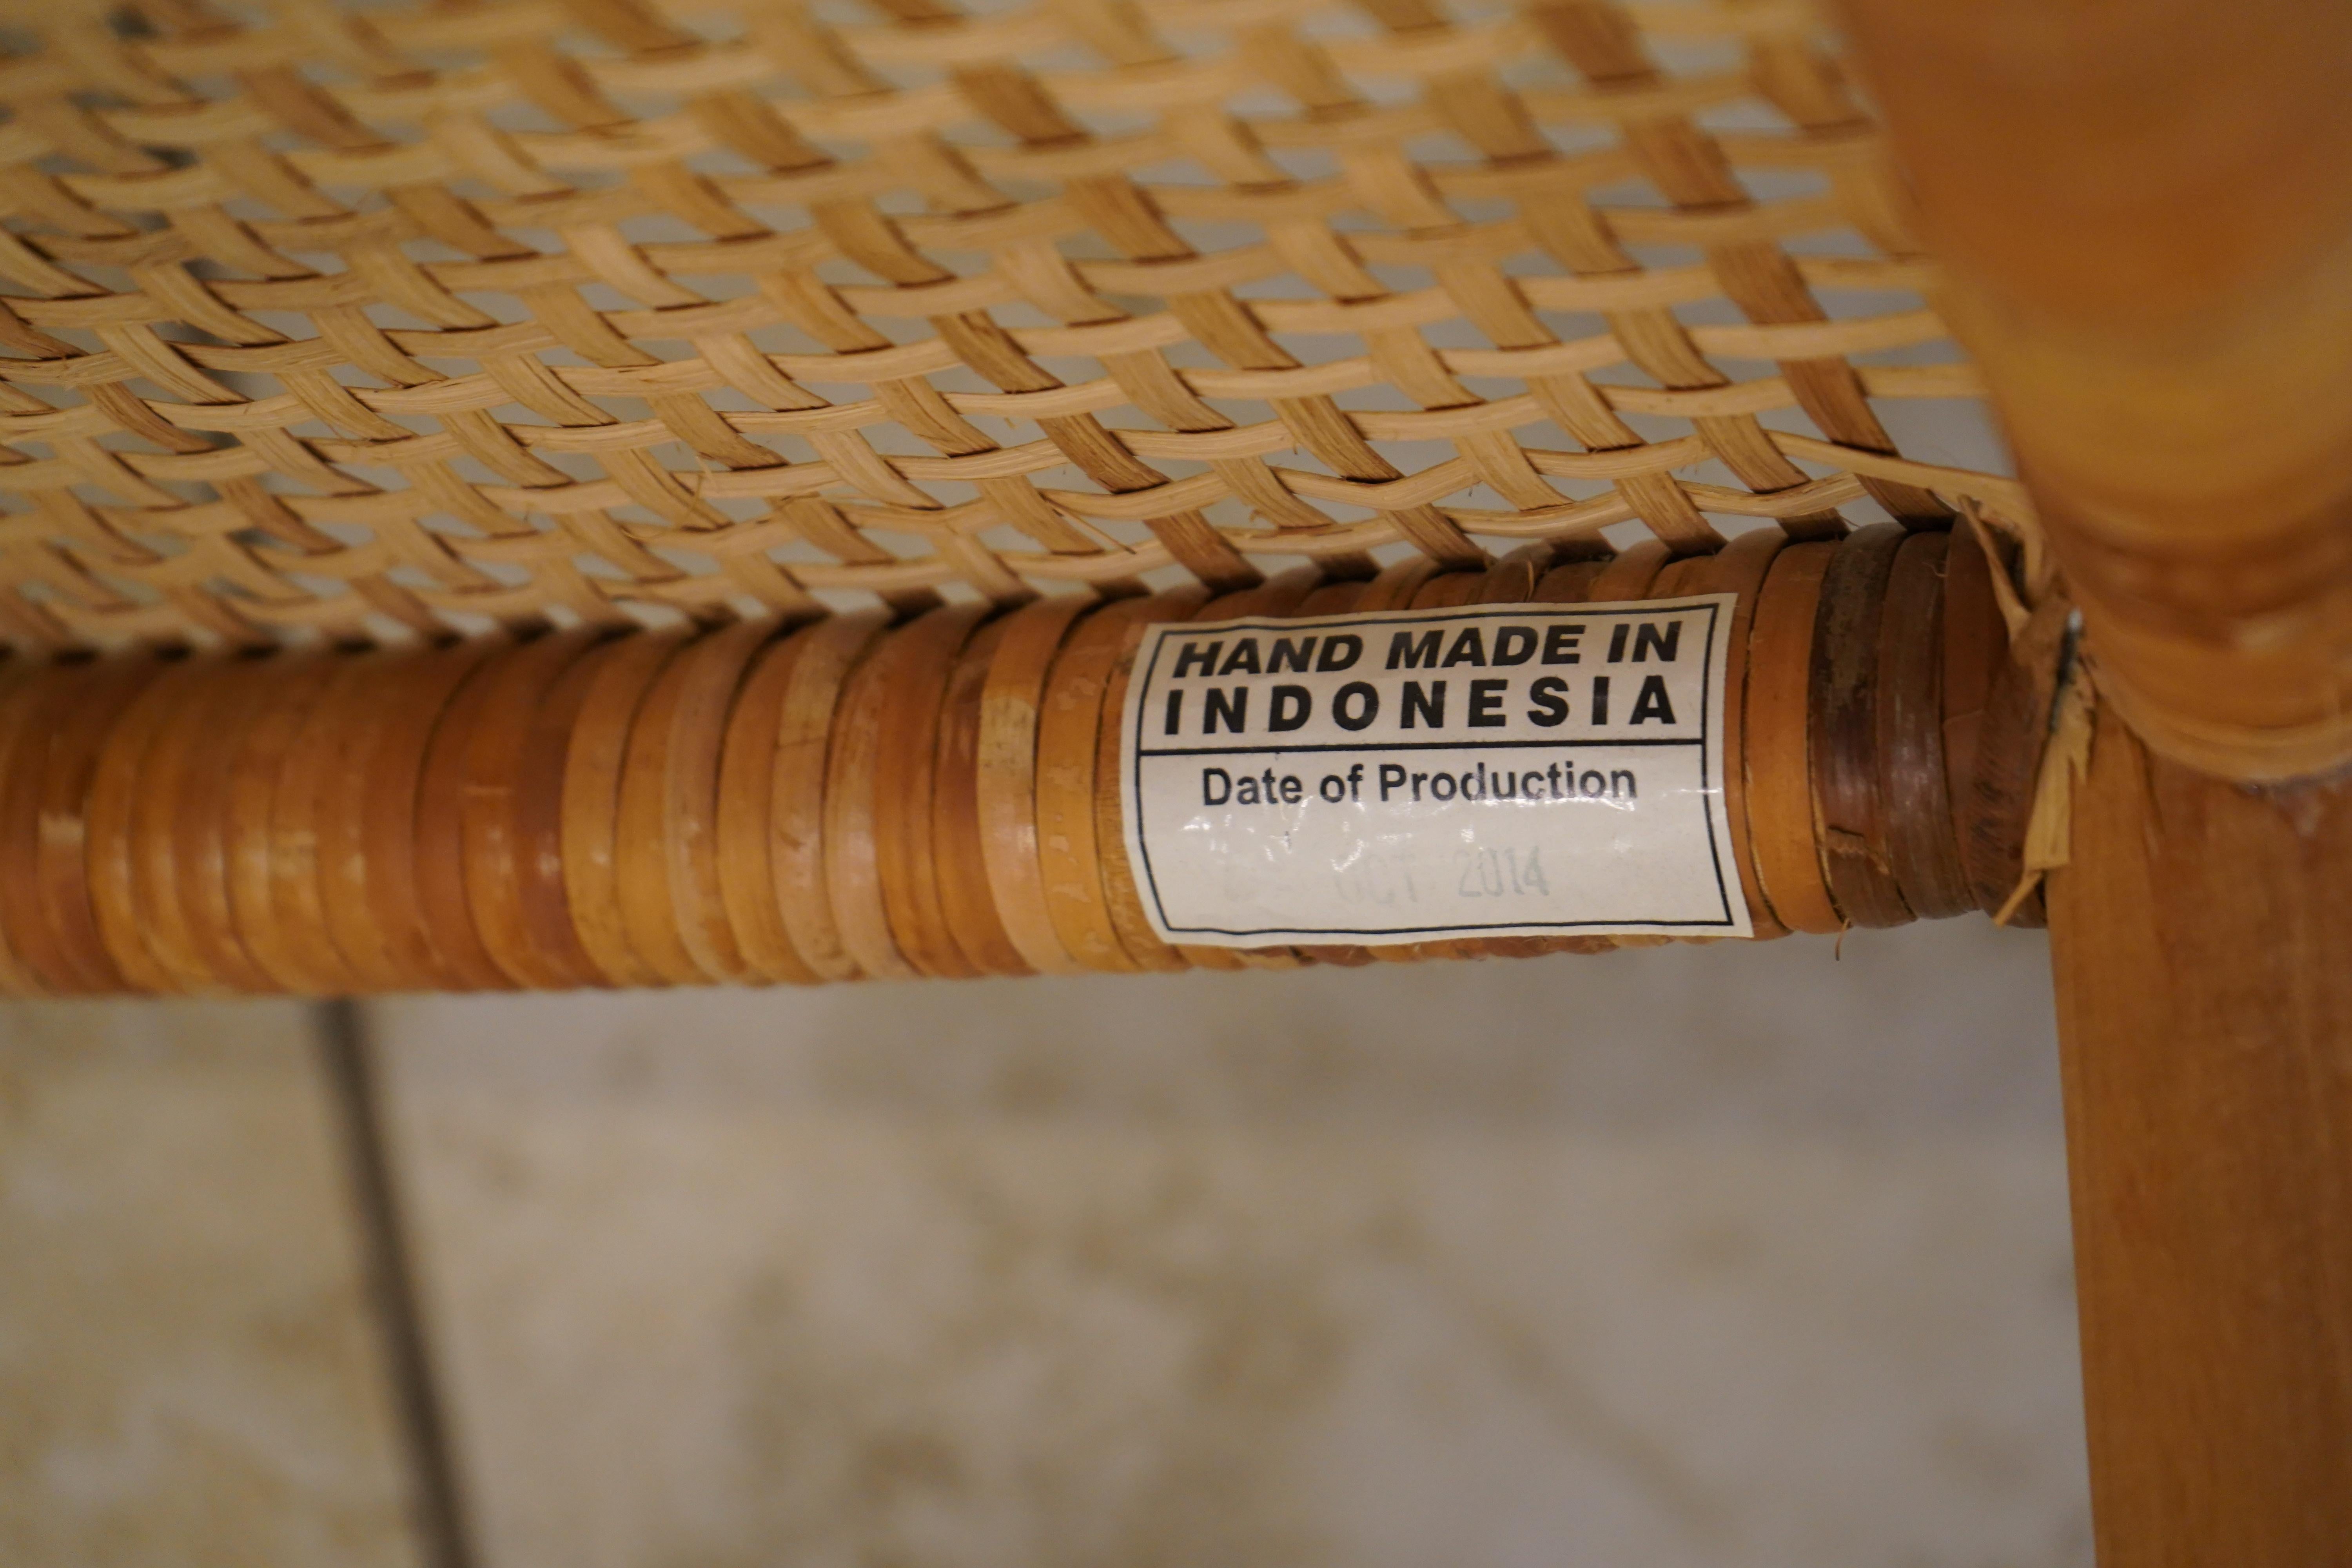 HAND MADE IN
INDONESIA
Date of Production
OCT 2014